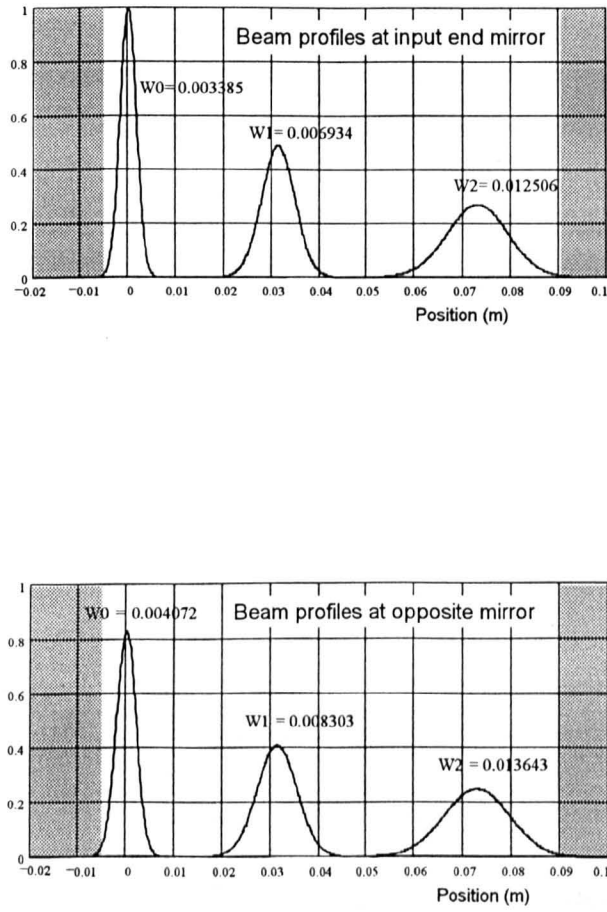 1
Beam profiles at input end mirror
0.8
W0=0.003385
0.6
W1= 0.006934
0.4
W2= 0.012506
0.2
0
−0.02 −0.01 0 0.01 0.02 0.03 0.04 0.05 0.06 0.07 0.08 0.09 0.1
Position (m)
1
W0 = 0.004072 Beam profiles at opposite mirror
0.8
0.6
W1 = 0.008303
0.4
W2 = 0.013643
0.2
0
−0.02 −0.01 0 0.01 0.02 0.03 0.04 0.05 0.06 0.07 0.08 0.09 0.1
Position (m)